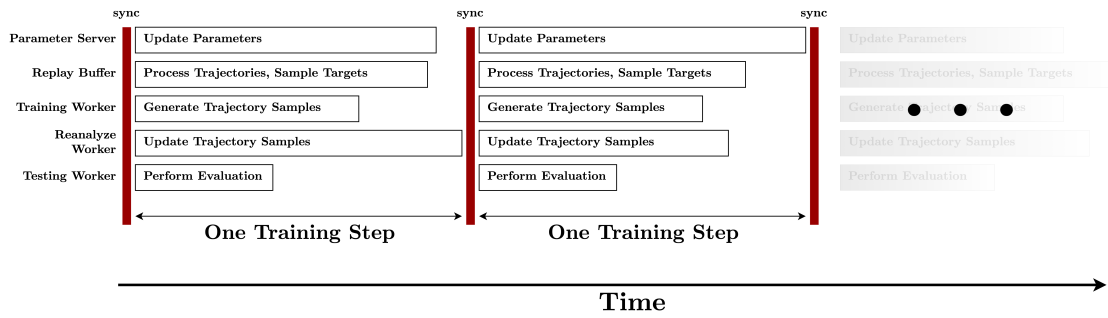 sync sync sync
Parameter Server Update Parameters Update Parameters Update Parameters
Replay Buffer Process Trajectories, Sample Targets Process Trajectories, Sample Targets Process Trajectories, Sample Targets
Training Worker Generate Trajectory Samples Generate Trajectory Samples Generate Trajectory Samples
Reanalyze
Worker Update Trajectory Samples Update Trajectory Samples Update Trajectory Samples
Testing Worker Perform Evaluation Perform Evaluation Perform Evaluation
One Training Step One Training Step
Time